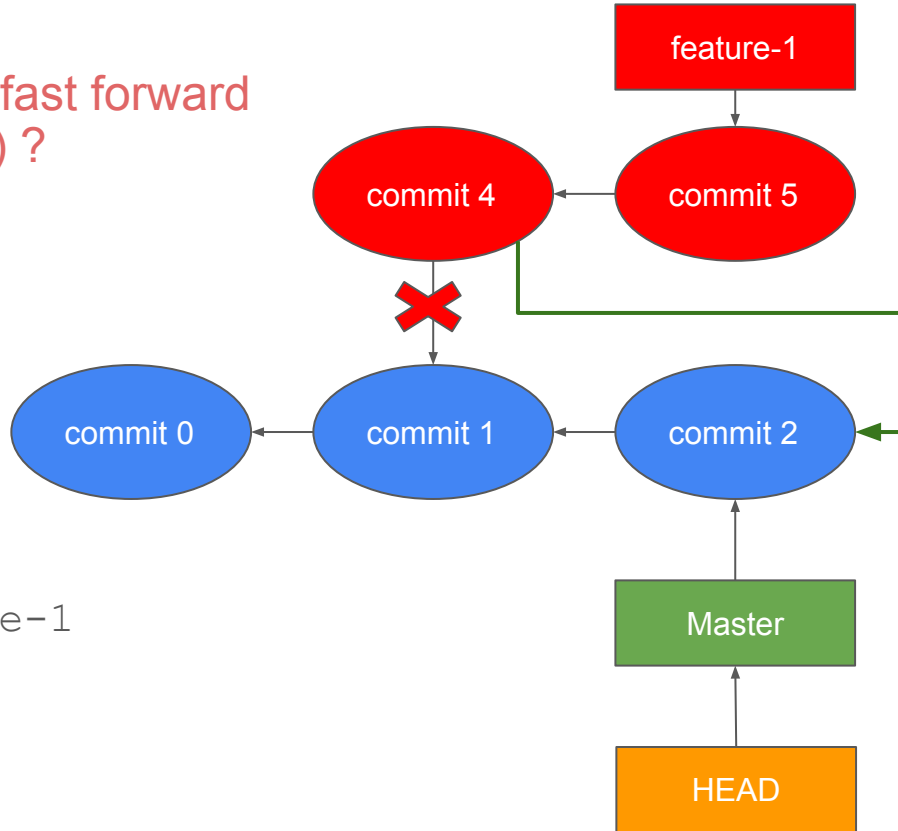 feature-1
fast forward
) ?
commit 4
commit 5
commit 0
commit 1
commit 2
e-1
Master
HEAD